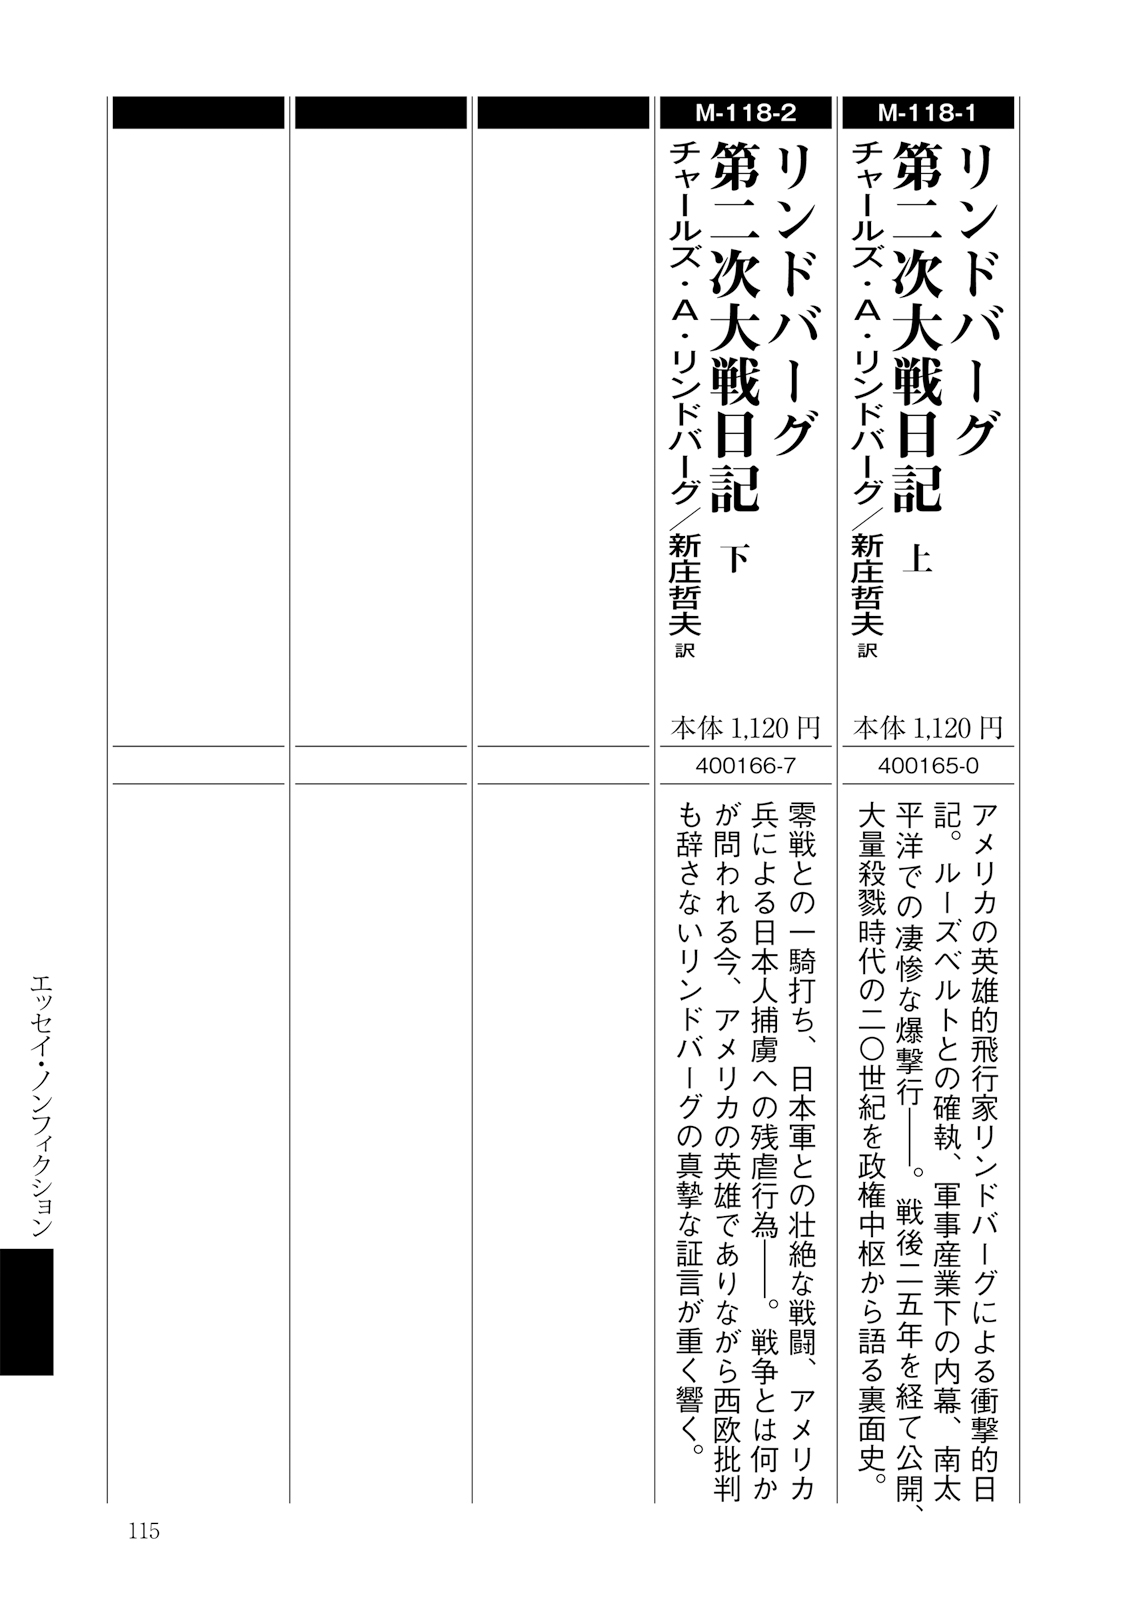 M-118-1
リンドバーグ
第二次大戦日記 上
チャールズ・A・リンドバーグ／新庄哲夫 訳
本体 1,120 円
400165-0
アメリカの英雄的飛行家リンドバーグによる衝撃的日
記。ルーズベルトとの確執、軍事産業下の内幕、南太
平洋での凄惨な爆撃行――。戦後二五年を経て公開、
大量殺戮時代の二〇世紀を政権中枢から語る裏面史。
M-118-2
リンドバーグ
第二次大戦日記 下
チャールズ・A・リンドバーグ／新庄哲夫 訳
本体 1,120 円
400166-7
零戦との一騎打ち、日本軍との壮絶な戦闘、アメリカ
兵による日本人捕虜への残虐行為――。戦争とは何か
が問われる今、アメリカの英雄でありながら西欧批判
も辞さないリンドバーグの真摯な証言が重く響く。
エッセイ・ノンフィクション
115